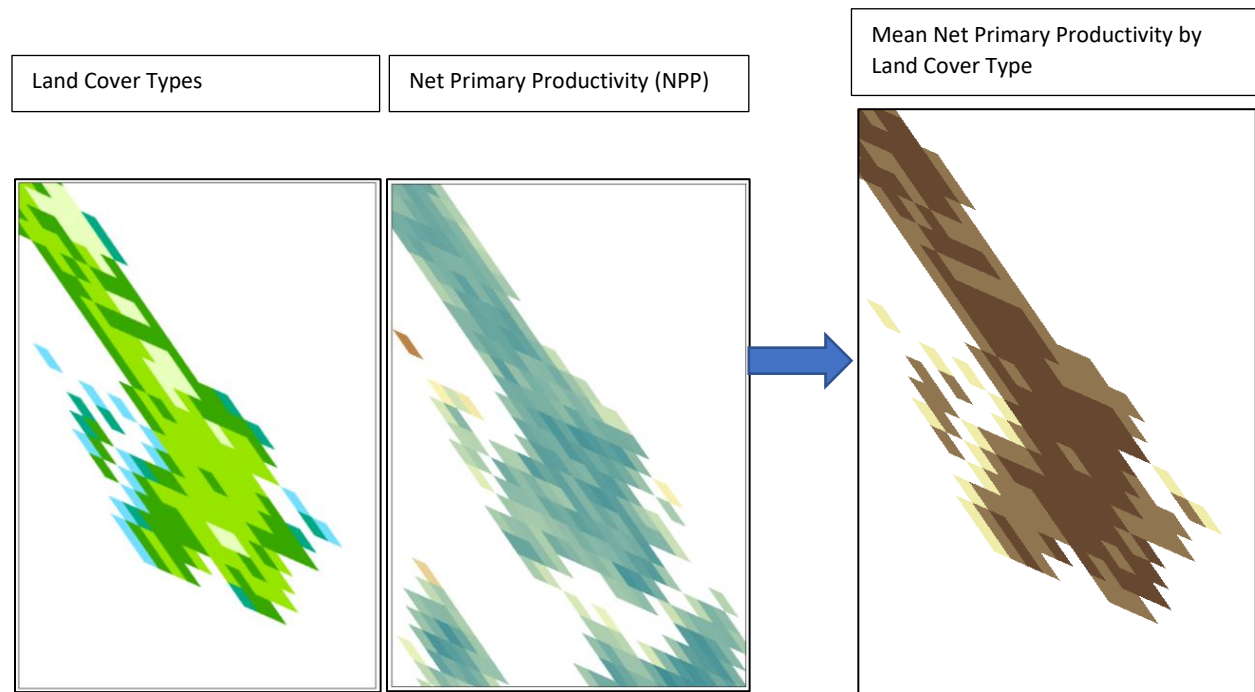 Land Cover Types
Net Primary Productivity (NPP)
Mean Net Primary Productivity by
Land Cover Type